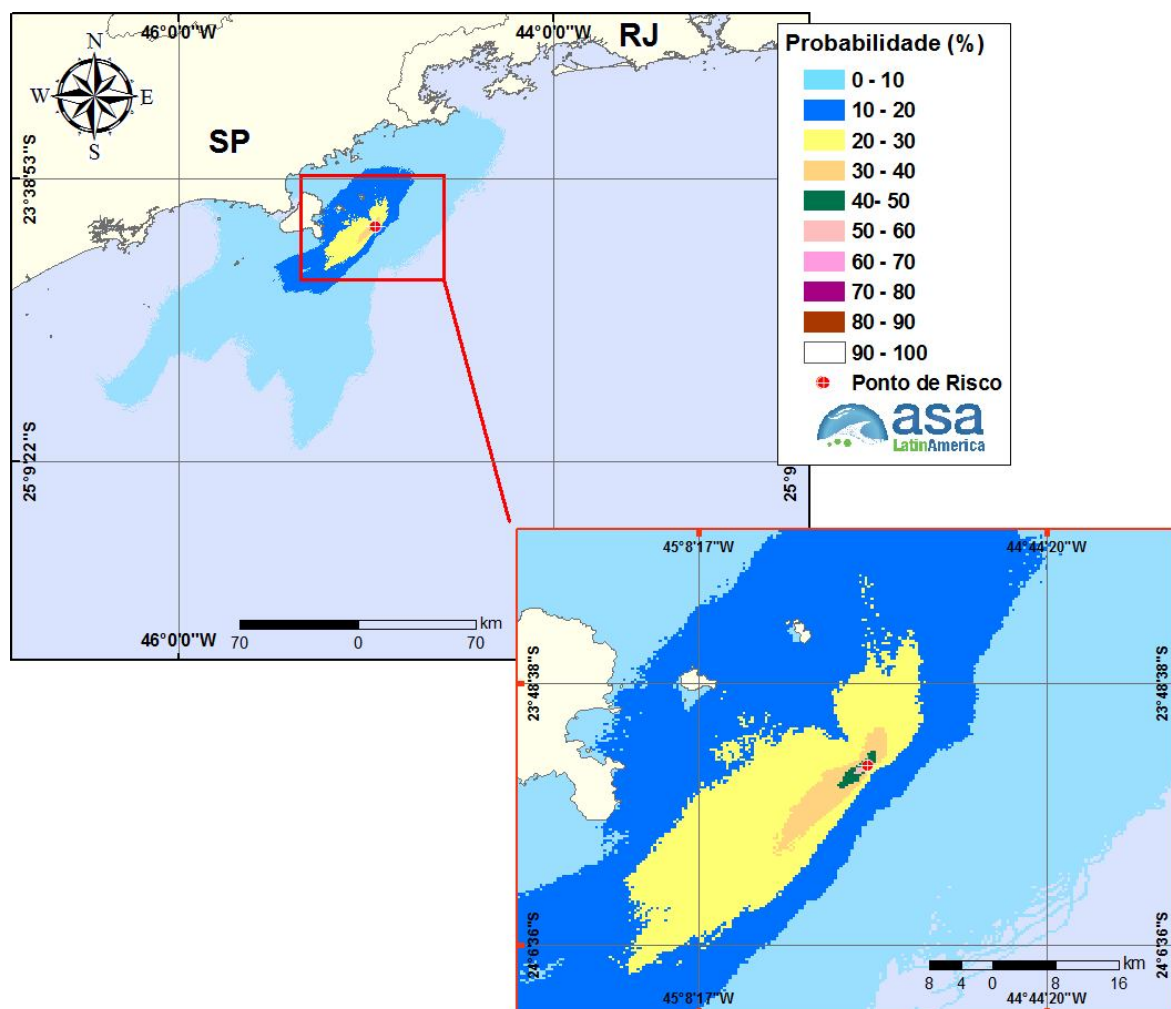 46°0'0"W
44°0'0"W
RJ
N
W
E
S
SP
23°38'53"S
25°9'22"S
25°9
46°0'0"W
70
0
70
km
Probabilidade (%)
0 - 10
10 - 20
20 - 30
30 - 40
40- 50
50 - 60
60 - 70
70 - 80
80 - 90
90 - 100
Ponto de Risco
asa
LatinAmerica
45°8'17"W
44°44'20"W
23°48'38"S
23°48'38"S
24°6'36"S
24°6'36"S
8 4 0 8 16
km
45°8'17"W
44°44'20"W